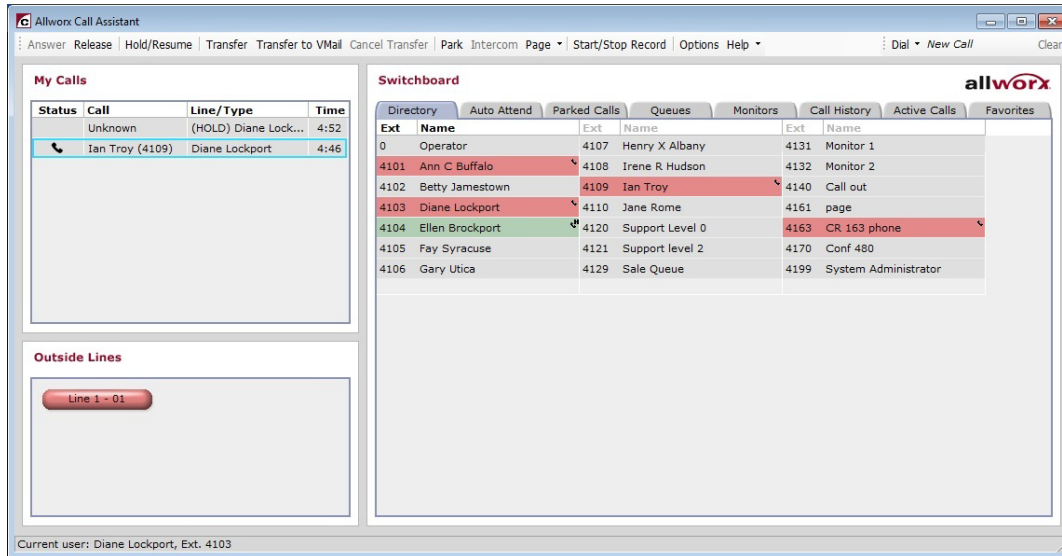 Allworx Call Assistant
Answer Release Hold/Resume Transfer Transfer to VMail Cancel Transfer Park Intercom Page Start/Stop Record Options Help Dial New Call Clear
My Calls
Status Call Line/Type Time
Unknown (HOLD) Diane Lock... 4:52
Ian Troy (4109) Diane Lockport 4:46
Outside Lines
Line 1 - 01
Switchboard
allworx
Directory Auto Attend Parked Calls Queues Monitors Call History Active Calls Favorites
Ext Name Ext Name Ext Name
0 Operator 4107 Henry X Albany 4131 Monitor 1
4101 Ann C Buffalo 4108 Irene R Hudson 4132 Monitor 2
4102 Betty Jamestown 4109 Ian Troy 4140 Call out
4103 Diane Lockport 4110 Jane Rome 4161 page
4104 Ellen Brockport 4120 Support Level 0 4163 CR 163 phone
4105 Fay Syracuse 4121 Support level 2 4170 Conf 480
4106 Gary Utica 4129 Sale Queue 4199 System Administrator
Current user: Diane Lockport, Ext. 4103